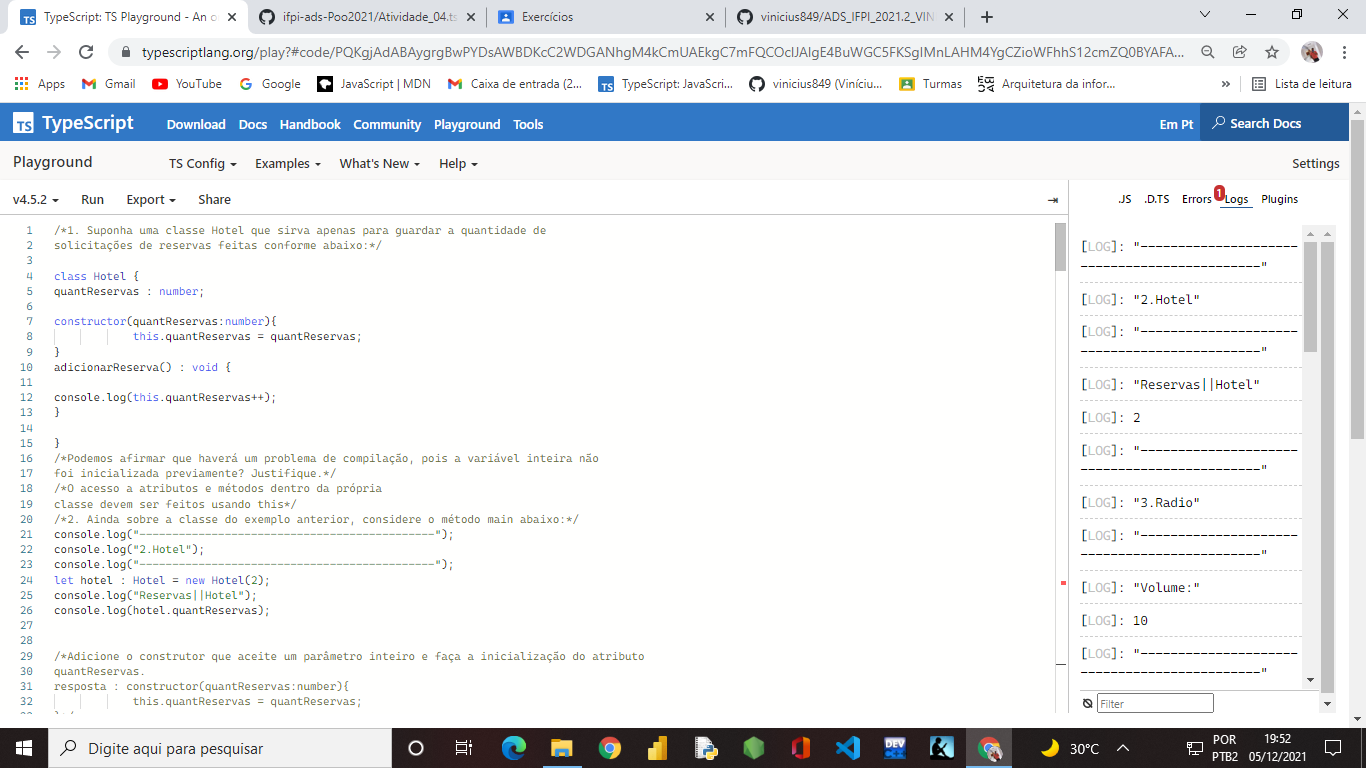 TypeScript: TS Playground - An o
ifpi-ads-Poo2021/Atividade_04.ts
Exercícios
vinicius849/ADS_IFPI_2021.2_VIN
typescriptlang.org/play?#code/
Apps
Gmail
YouTube
Google
JavaScript | MDN
Caixa de entrada (2...
TypeScript: JavaScri...
vinicius849 (Viníciu...
Turmas
Arquitetura da infor...
»
Lista de leitura
TS TypeScript
Download
Docs
Handbook
Community
Playground
Tools
Em Pt
Search Docs
Playground
TS Config
Examples
What's New
Help
Settings
v4.5.2
Run
Export
Share
.JS
.D.TS
Errors
1
Logs
Plugins
1 /*1. Suponha uma classe Hotel que sirva apenas para guardar a quantidade de
2 solicitações de reservas feitas conforme abaixo:*/
3
4 class Hotel {
5 quantReservas : number;
6
7 constructor(quantReservas:number){
8 this.quantReservas = quantReservas;
9 }
10 adicionarReserva() : void {
11
12 console.log(this.quantReservas++);
13 }
14
15 }
16 /*Podemos afirmar que haverá um problema de compilação, pois a variável inteira não
17 foi inicializada previamente? Justifique.*/
18 /*O acesso a atributos e métodos dentro da própria
19 classe devem ser feitos usando this*/
20 /*2. Ainda sobre a classe do exemplo anterior, considere o método main abaixo:*/
21 console.log("---------------------------------------------");
22 console.log("2.Hotel");
23 console.log("---------------------------------------------");
24 let hotel : Hotel = new Hotel(2);
25 console.log("Reservas||Hotel");
26 console.log(hotel.quantReservas);
27
28
29 /*Adicione o construtor que aceite um parâmetro inteiro e faça a inicialização do atributo
30 quantReservas.
31 resposta : constructor(quantReservas:number){
32 this.quantReservas = quantReservas;
[LOG]: "---------------------
------------------------"
[LOG]: "2.Hotel"
[LOG]: "---------------------
------------------------"
[LOG]: "Reservas||Hotel"
[LOG]: 2
[LOG]: "---------------------
------------------------"
[LOG]: "3.Radio"
[LOG]: "---------------------
------------------------"
[LOG]: "Volume:"
[LOG]: 10
[LOG]: "---------------------
------------------------"
Filter
Digite aqui para pesquisar
DEV
30°C
POR
PTB2
19:52
05/12/2021